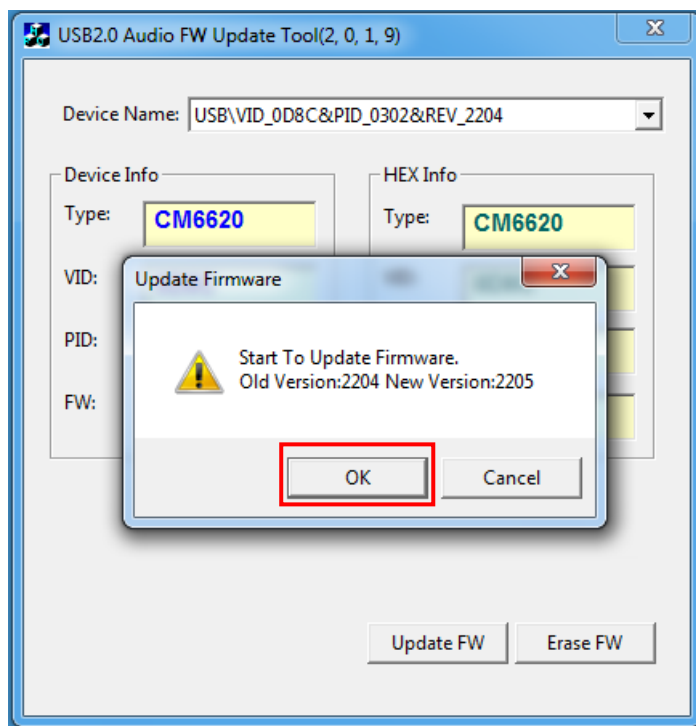 USB2.0 Audio FW Update Tool(2, 0, 1, 9)
Device Name: USB\VID_0D8C&PID_0302&REV_2204
Device Info HEX Info
Type: CM6620 Type: CM6620
VID: Update Firmware
PID: Start To Update Firmware.
FW: Old Version:2204 New Version:2205
OK Cancel
Update FW Erase FW